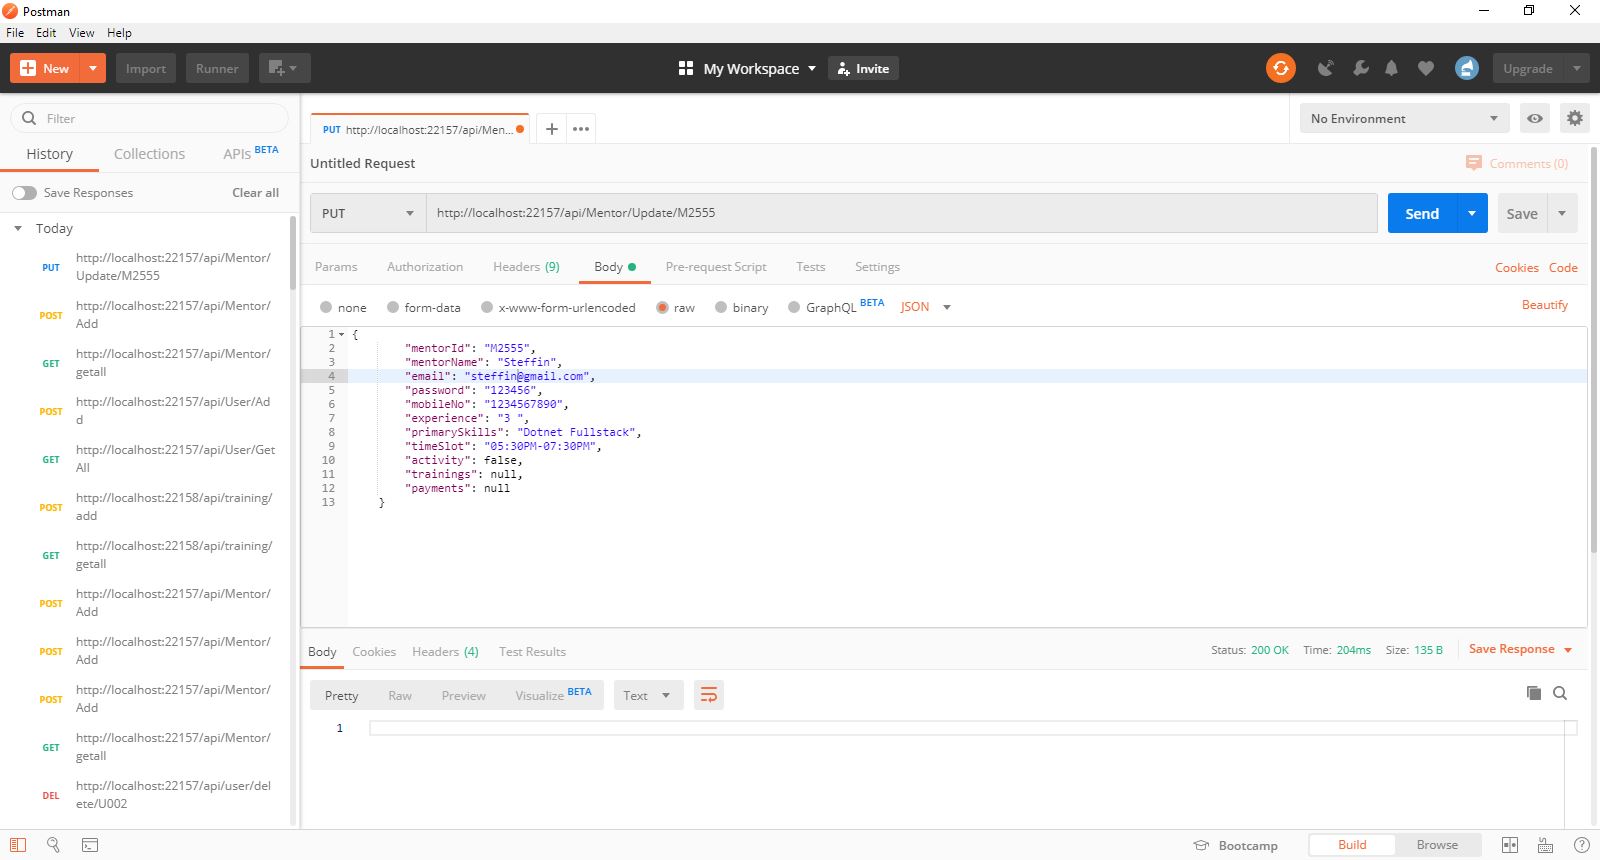 Postman
File Edit View Help
New Import Runner My Workspace Invite Upgrade
Filter
History Collections APIs BETA
Save Responses Clear all
Today
PUT http://localhost:22157/api/Mentor/
Update/M2555
POST http://localhost:22157/api/Mentor/
Add
GET http://localhost:22157/api/Mentor/
getall
POST http://localhost:22157/api/User/Ad
d
GET http://localhost:22157/api/User/Get
All
POST http://localhost:22158/api/training/
add
GET http://localhost:22158/api/training/
getall
POST http://localhost:22157/api/Mentor/
Add
POST http://localhost:22157/api/Mentor/
Add
POST http://localhost:22157/api/Mentor/
Add
GET http://localhost:22157/api/Mentor/
getall
DEL http://localhost:22157/api/user/del
ete/U002
PUT http://localhost:22157/api/Men...
No Environment
Untitled Request
Comments (0)
PUT http://localhost:22157/api/Mentor/Update/M2555 Send Save
Params Authorization Headers (9) Body Pre-request Script Tests Settings Cookies Code
none form-data x-www-form-urlencoded raw binary GraphQL BETA JSON Beautify
1 {
2 "mentorId": "M2555",
3 "mentorName": "Steffin",
4 "email": "steffin@gmail.com",
5 "password": "123456",
6 "mobileNo": "1234567890",
7 "experience": "3 ",
8 "primarySkills": "Dotnet Fullstack",
9 "timeSlot": "05:30PM-07:30PM",
10 "activity": false,
11 "trainings": null,
12 "payments": null
13 }
Body Cookies Headers (4) Test Results Status: 200 OK Time: 204ms Size: 135 B Save Response
Pretty Raw Preview Visualize BETA Text
1
Bootcamp Build Browse